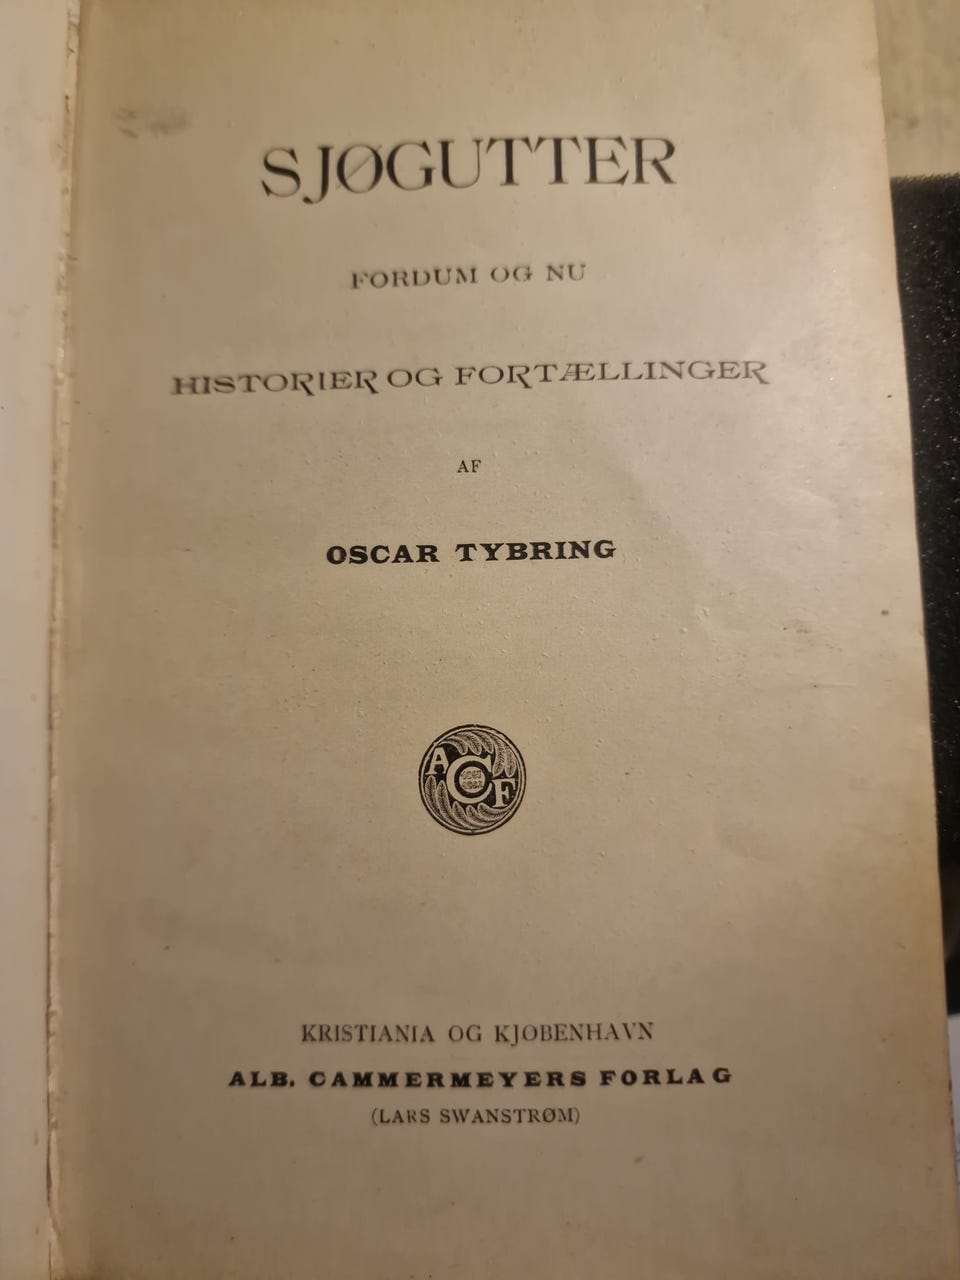 SJØGUTTER
FORDUM OG NU
HISTORIER OG FORTÆLLINGER
AF
OSCAR TYBRING
A
C
F
KRISTIANIA OG KJØBENHAVN
ALB. CAMMERMEYERS FORLAG
(LARS SWANSTRØM)